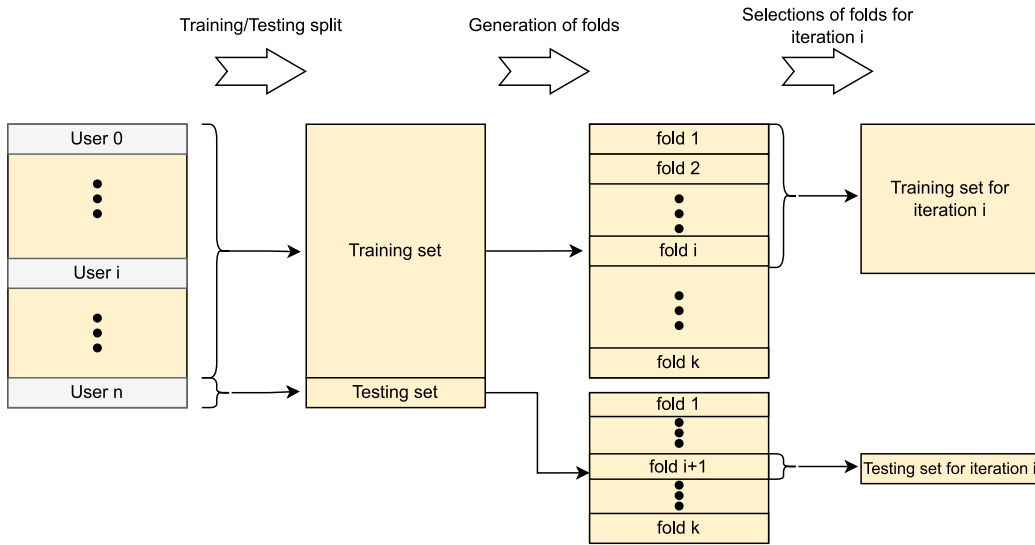 Training/Testing split
Generation of folds
Selections of folds for
iteration i
User 0
User i
User n
Training set
Testing set
fold 1
fold 2
fold i
fold k
fold 1
fold i+1
fold k
Training set for
iteration i
Testing set for iteration i